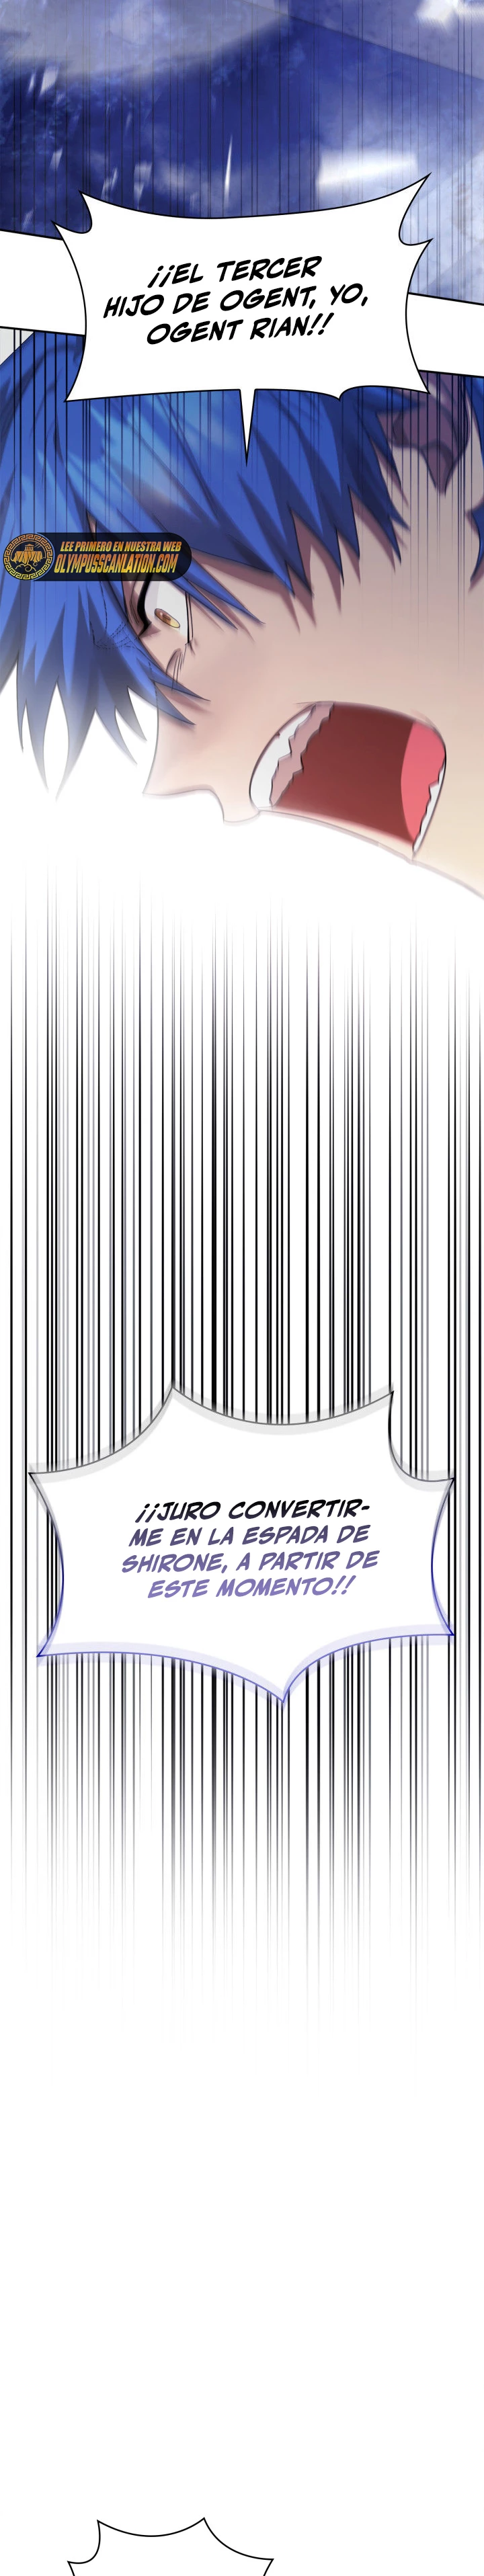 ¡¡EL TERCER
HIJO DE OGENT, YO,
OGENT RIAN!!
LEE PRIMERO EN NUESTRA WEB
OLYMPUSSCANLATION.COM
¡¡JURO CONVERTIR-
ME EN LA ESPADA DE
SHIRONE, A PARTIR DE
ESTE MOMENTO!!